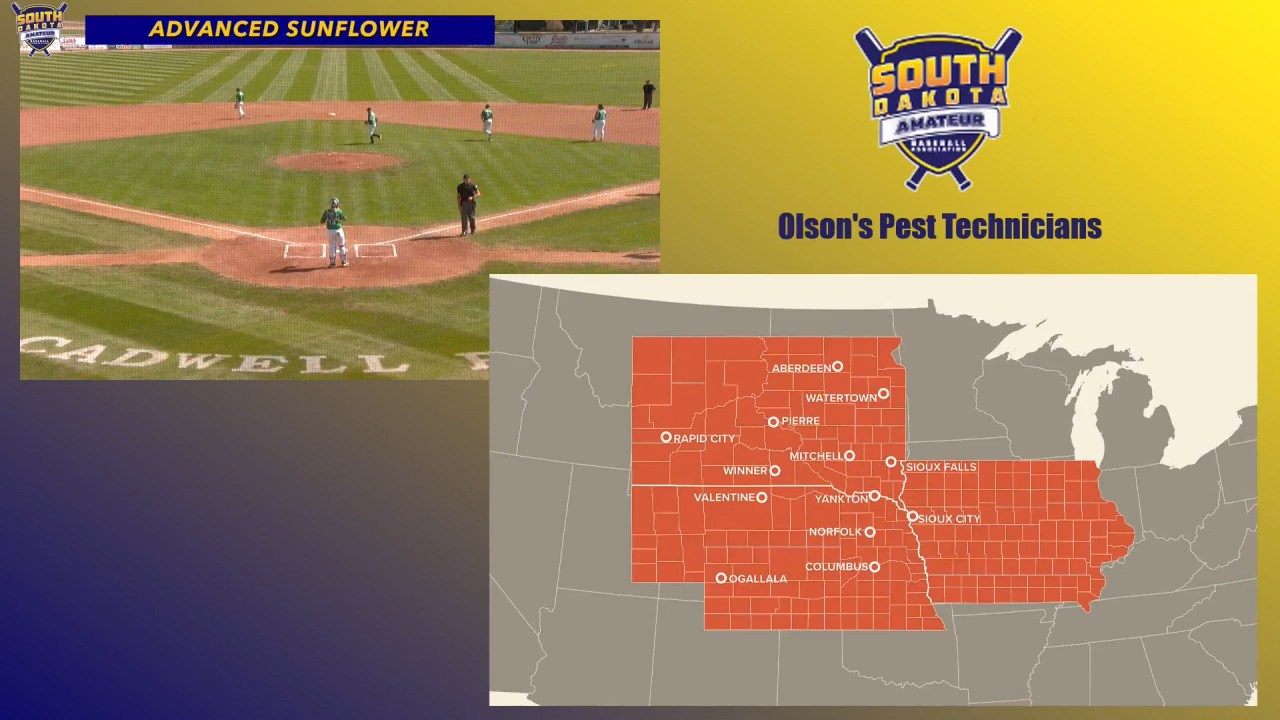 SOUTH
DAKOTA
AMATEUR
ADVANCED SUNFLOWER
CADWELL
SOUTH
DAKOTA
AMATEUR
BASEBALL
ASSOCIATION
Olson's Pest Technicians
ABERDEEN
WATERTOWN
PIERRE
RAPID CITY
MITCHELL
SIOUX FALLS
WINNER
VALENTINE
YANKTON
SIOUX CITY
NORFOLK
COLUMBUS
OGALLALA